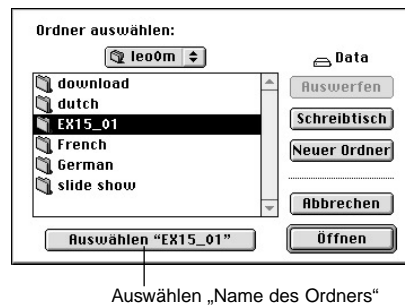 Ordner auswählen:
leo0m
Data
download
dutch
EX15_01
French
German
slide show
Auswerfen
Schreibtisch
Neuer Ordner
Abbrechen
Öffnen
Auswählen “EX15_01”
Auswählen „Name des Ordners“